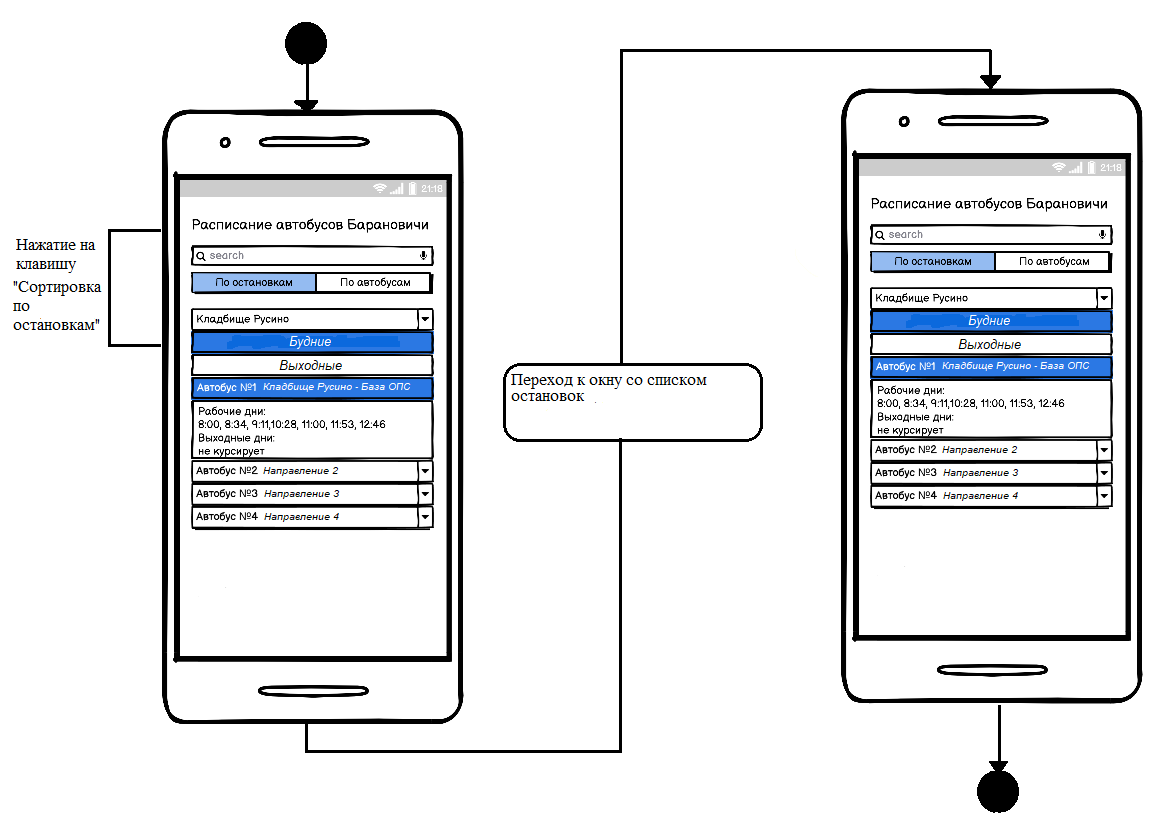 Нажатие на
клавишу
"Сортировка
по
остановкам"
21:18
Расписание автобусов Барановичи
search
По остановкам
По автобусам
Кладбище Русино
Будние
Выходные
Автобус №1 Кладбище Русино - База ОПС
Рабочие дни:
8:00, 8:34, 9:11,10:28, 11:00, 11:53, 12:46
Выходные дни:
не курсирует
Автобус №2 Направление 2
Автобус №3 Направление 3
Автобус №4 Направление 4
Переход к окну со списком
остановок
21:18
Расписание автобусов Барановичи
search
По остановкам
По автобусам
Кладбище Русино
Будние
Выходные
Автобус №1 Кладбище Русино - База ОПС
Рабочие дни:
8:00, 8:34, 9:11,10:28, 11:00, 11:53, 12:46
Выходные дни:
не курсирует
Автобус №2 Направление 2
Автобус №3 Направление 3
Автобус №4 Направление 4